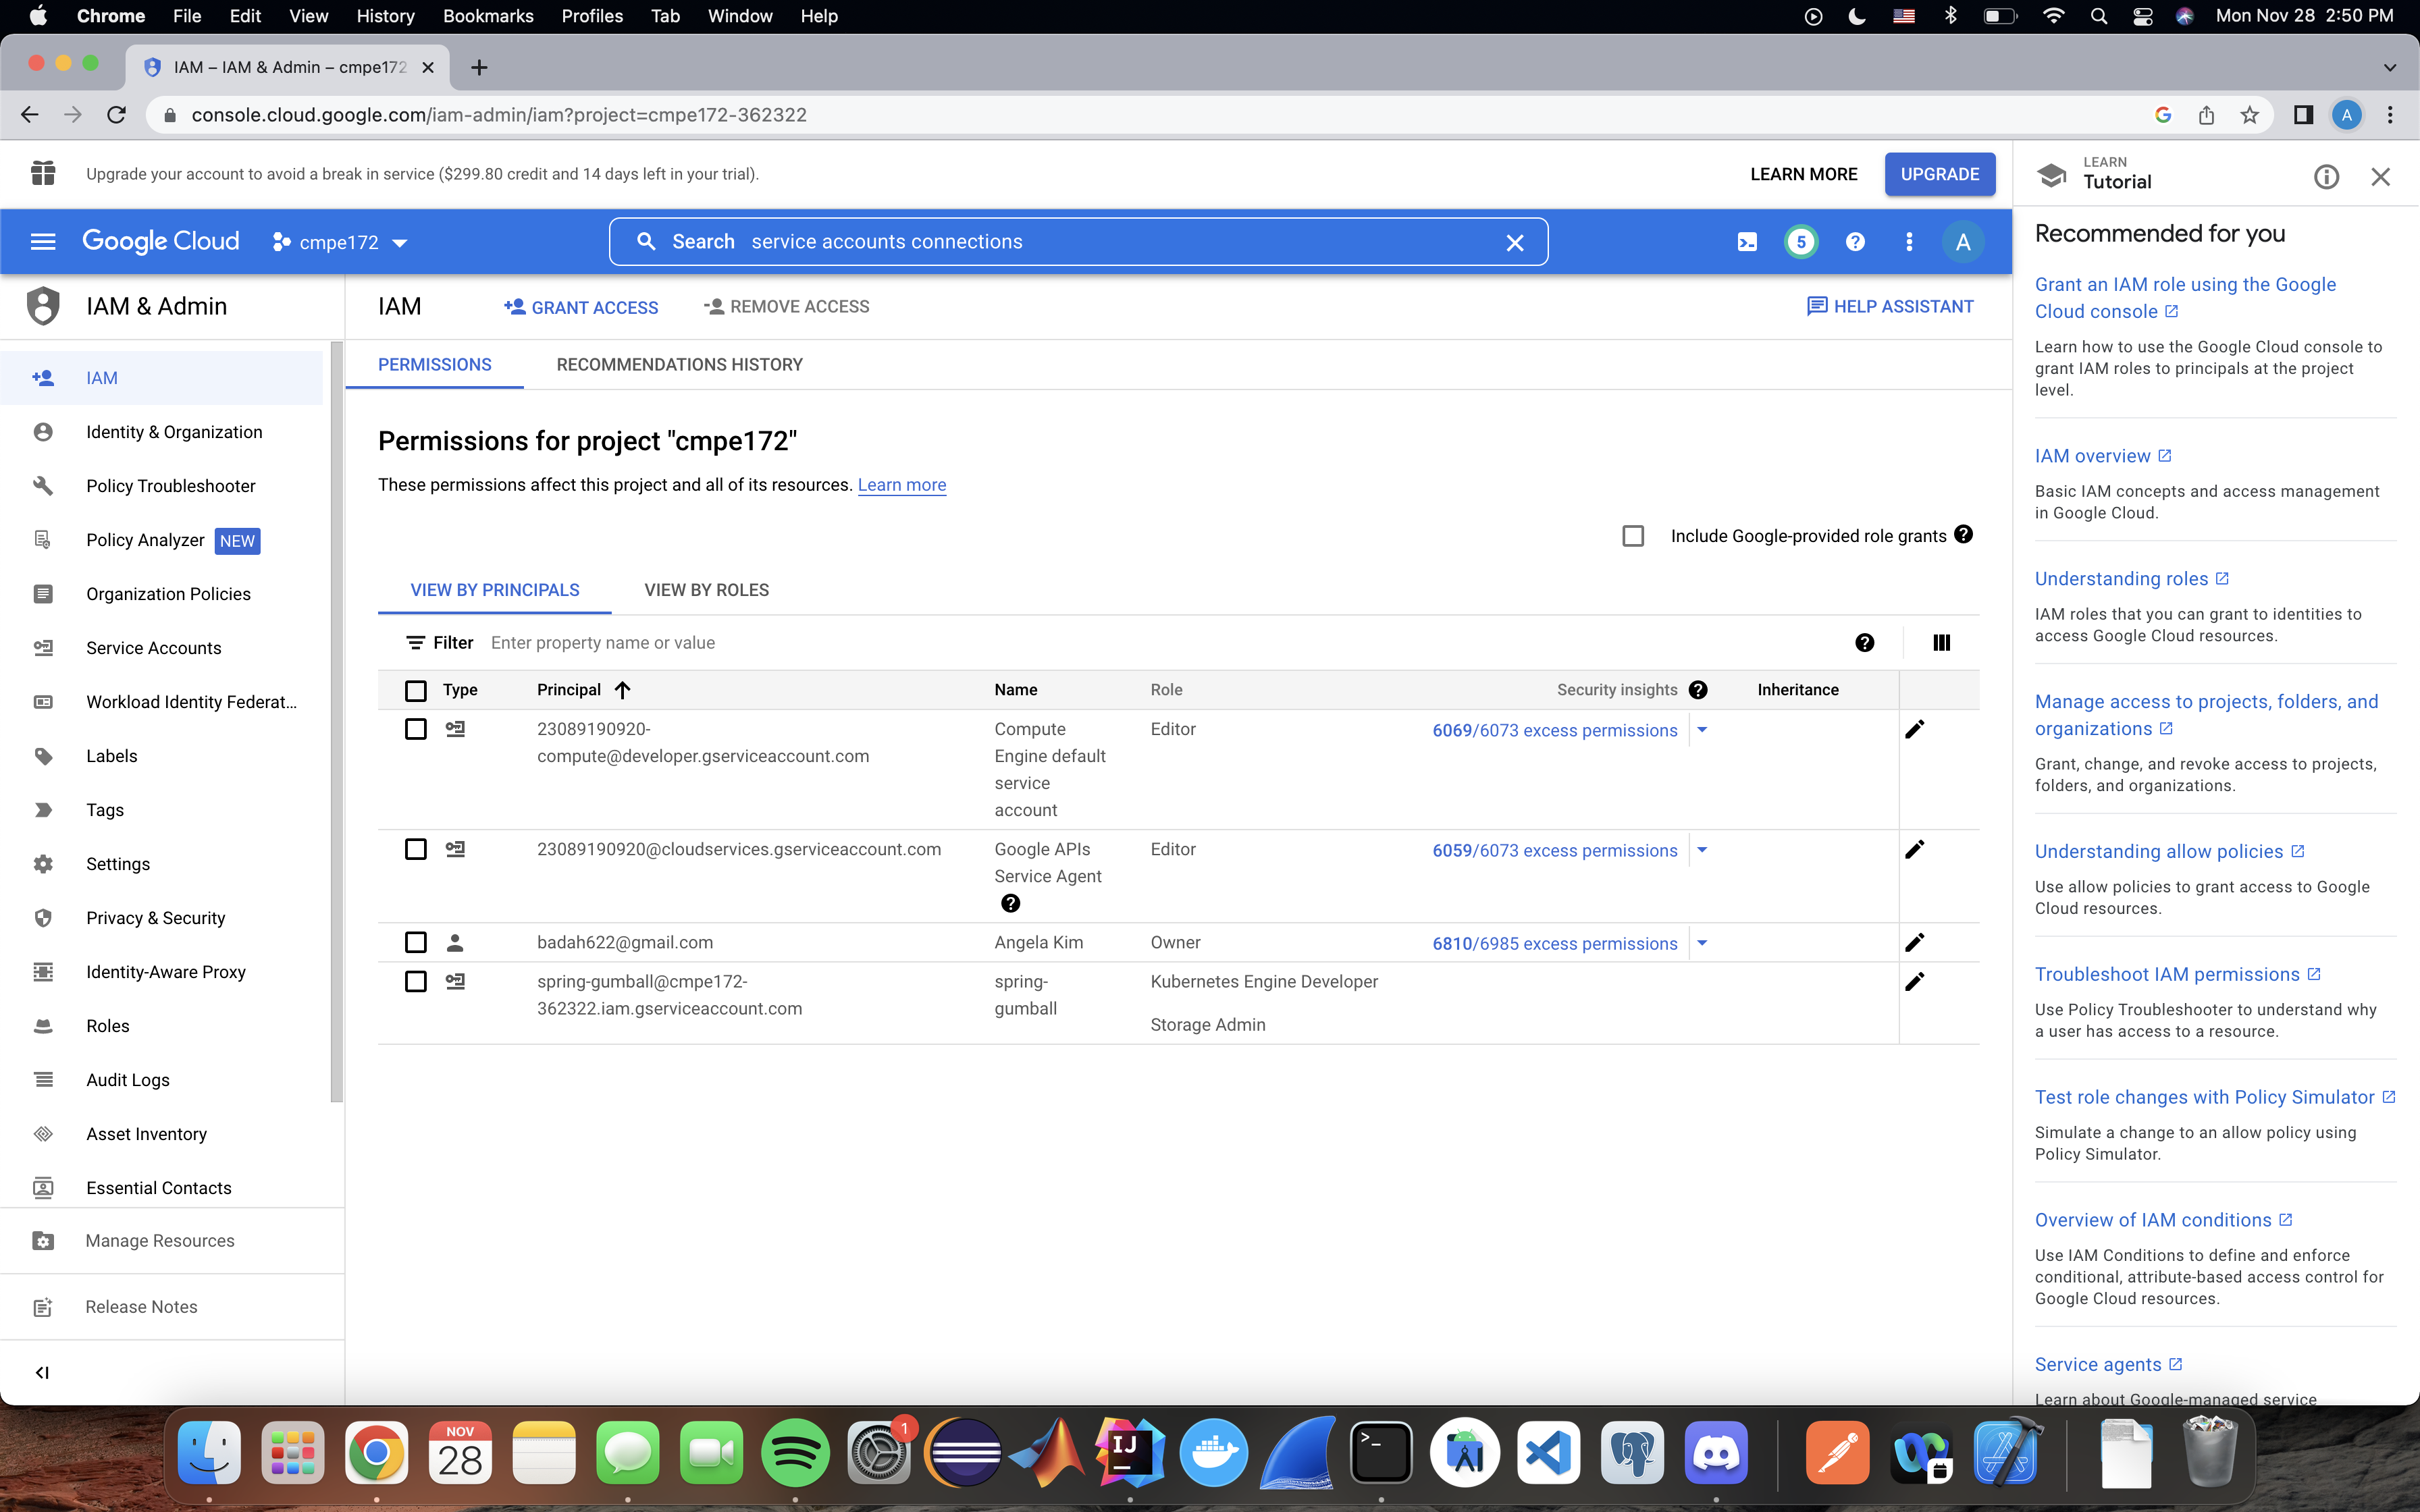 Chrome File Edit View History Bookmarks Profiles Tab Window Help Mon Nov 28 2:50 PM
IAM – IAM & Admin – cmpe172
console.cloud.google.com/iam-admin/iam?project=cmpe172-362322
A
Upgrade your account to avoid a break in service ($299.80 credit and 14 days left in your trial).
LEARN MORE
UPGRADE
Google Cloud
cmpe172
Search service accounts connections
5
A
IAM & Admin
IAM
Identity & Organization
Policy Troubleshooter
Policy Analyzer NEW
Organization Policies
Service Accounts
Workload Identity Federat...
Labels
Tags
Settings
Privacy & Security
Identity-Aware Proxy
Roles
Audit Logs
Asset Inventory
Essential Contacts
Manage Resources
Release Notes
IAM
GRANT ACCESS
REMOVE ACCESS
HELP ASSISTANT
PERMISSIONS
RECOMMENDATIONS HISTORY
Permissions for project "cmpe172"
These permissions affect this project and all of its resources. Learn more
Include Google-provided role grants
VIEW BY PRINCIPALS
VIEW BY ROLES
Filter Enter property name or value
Type Principal Name Role Security insights Inheritance
23089190920-
compute@developer.gserviceaccount.com
Compute
Engine default
service
account
Editor
6069/6073 excess permissions
23089190920@cloudservices.gserviceaccount.com
Google APIs
Service Agent
Editor
6059/6073 excess permissions
badah622@gmail.com
Angela Kim
Owner
6810/6985 excess permissions
spring-gumball@cmpe172-
362322.iam.gserviceaccount.com
spring-
gumball
Kubernetes Engine Developer
Storage Admin
LEARN
Tutorial
Recommended for you
Grant an IAM role using the Google
Cloud console
Learn how to use the Google Cloud console to
grant IAM roles to principals at the project
level.
IAM overview
Basic IAM concepts and access management
in Google Cloud.
Understanding roles
IAM roles that you can grant to identities to
access Google Cloud resources.
Manage access to projects, folders, and
organizations
Grant, change, and revoke access to projects,
folders, and organizations.
Understanding allow policies
Use allow policies to grant access to Google
Cloud resources.
Troubleshoot IAM permissions
Use Policy Troubleshooter to understand why
a user has access to a resource.
Test role changes with Policy Simulator
Simulate a change to an allow policy using
Policy Simulator.
Overview of IAM conditions
Use IAM Conditions to define and enforce
conditional, attribute-based access control for
Google Cloud resources.
Service agents
Learn about Google-managed service
NOV
28
1
IJ